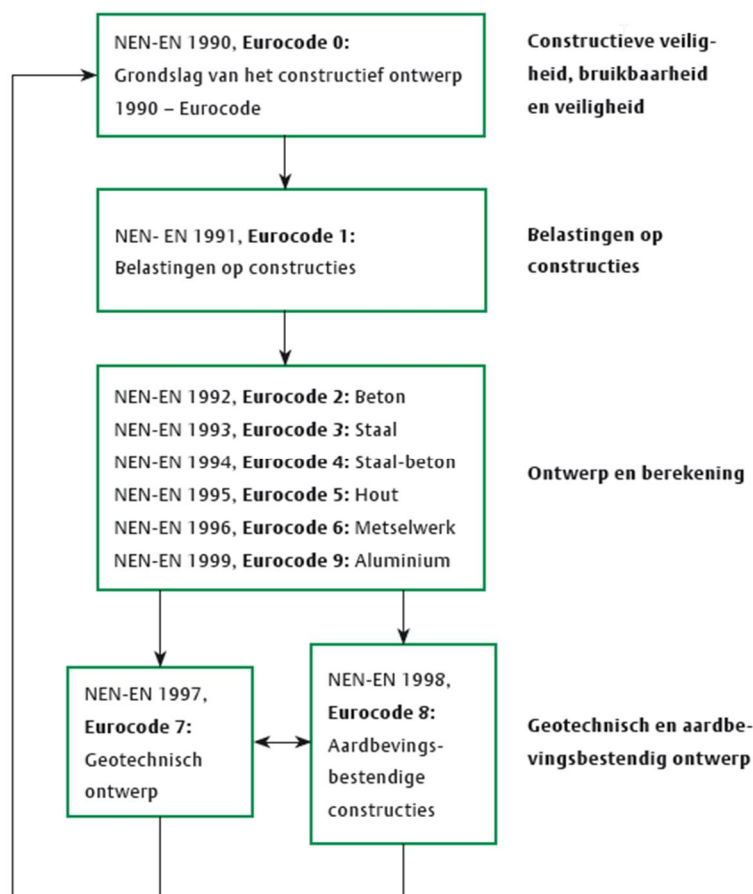 NEN-EN 1990, Eurocode 0:
Grondslag van het constructief ontwerp
1990 – Eurocode
Constructieve veilig-
heid, bruikbaarheid
en veiligheid
NEN- EN 1991, Eurocode 1:
Belastingen op constructies
Belastingen op
constructies
NEN-EN 1992, Eurocode 2: Beton
NEN-EN 1993, Eurocode 3: Staal
NEN-EN 1994, Eurocode 4: Staal-beton
NEN-EN 1995, Eurocode 5: Hout
NEN-EN 1996, Eurocode 6: Metselwerk
NEN-EN 1999, Eurocode 9: Aluminium
Ontwerp en berekening
NEN-EN 1997,
Eurocode 7:
Geotechnisch
ontwerp
NEN-EN 1998,
Eurocode 8:
Aardbevings-
bestendige
constructies
Geotechnisch en aardbe-
vingsbestendig ontwerp